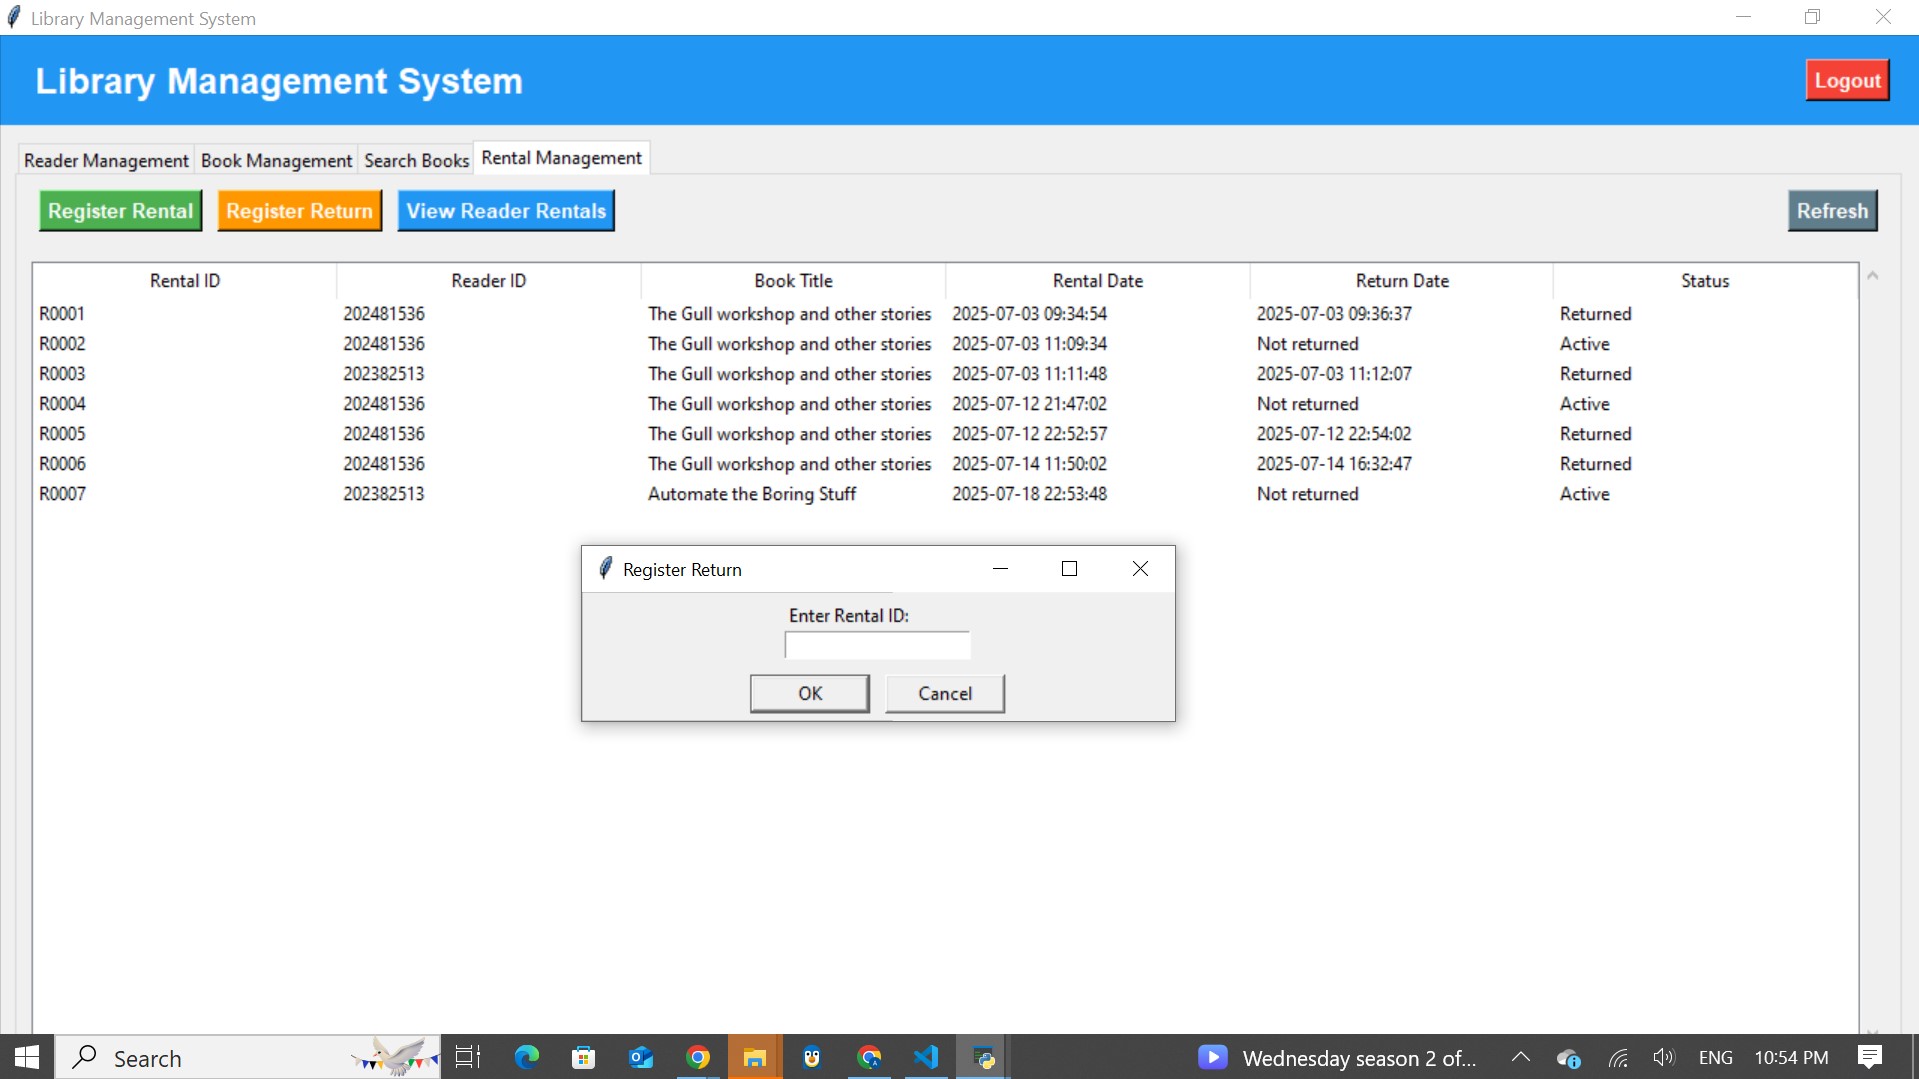 Library Management System
Library Management System
Logout
Reader Management Book Management Search Books Rental Management
Register Rental Register Return View Reader Rentals Refresh
Rental ID Reader ID Book Title Rental Date Return Date Status
R0001 202481536 The Gull workshop and other stories 2025-07-03 09:34:54 2025-07-03 09:36:37 Returned
R0002 202481536 The Gull workshop and other stories 2025-07-03 11:09:34 Not returned Active
R0003 202382513 The Gull workshop and other stories 2025-07-03 11:11:48 2025-07-03 11:12:07 Returned
R0004 202481536 The Gull workshop and other stories 2025-07-12 21:47:02 Not returned Active
R0005 202481536 The Gull workshop and other stories 2025-07-12 22:52:57 2025-07-12 22:54:02 Returned
R0006 202481536 The Gull workshop and other stories 2025-07-14 11:50:02 2025-07-14 16:32:47 Returned
R0007 202382513 Automate the Boring Stuff 2025-07-18 22:53:48 Not returned Active
Register Return
Enter Rental ID:
OK Cancel
Search Wednesday season 2 of... ENG 10:54 PM